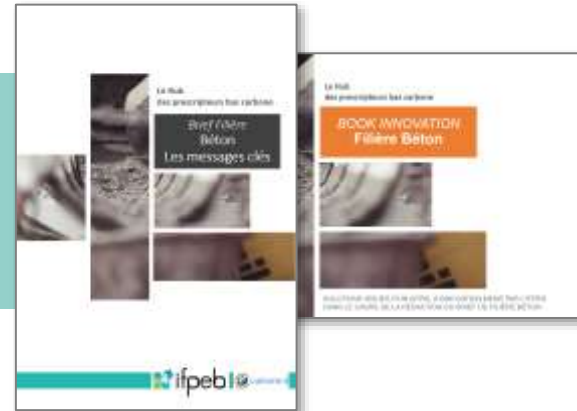 Le Hub
des prescripteurs bas carbone
Brief Filière
Béton
Les messages clés
ifpeb
Le Hub
des prescripteurs bas carbone
BOOK INNOVATION
Filière Béton